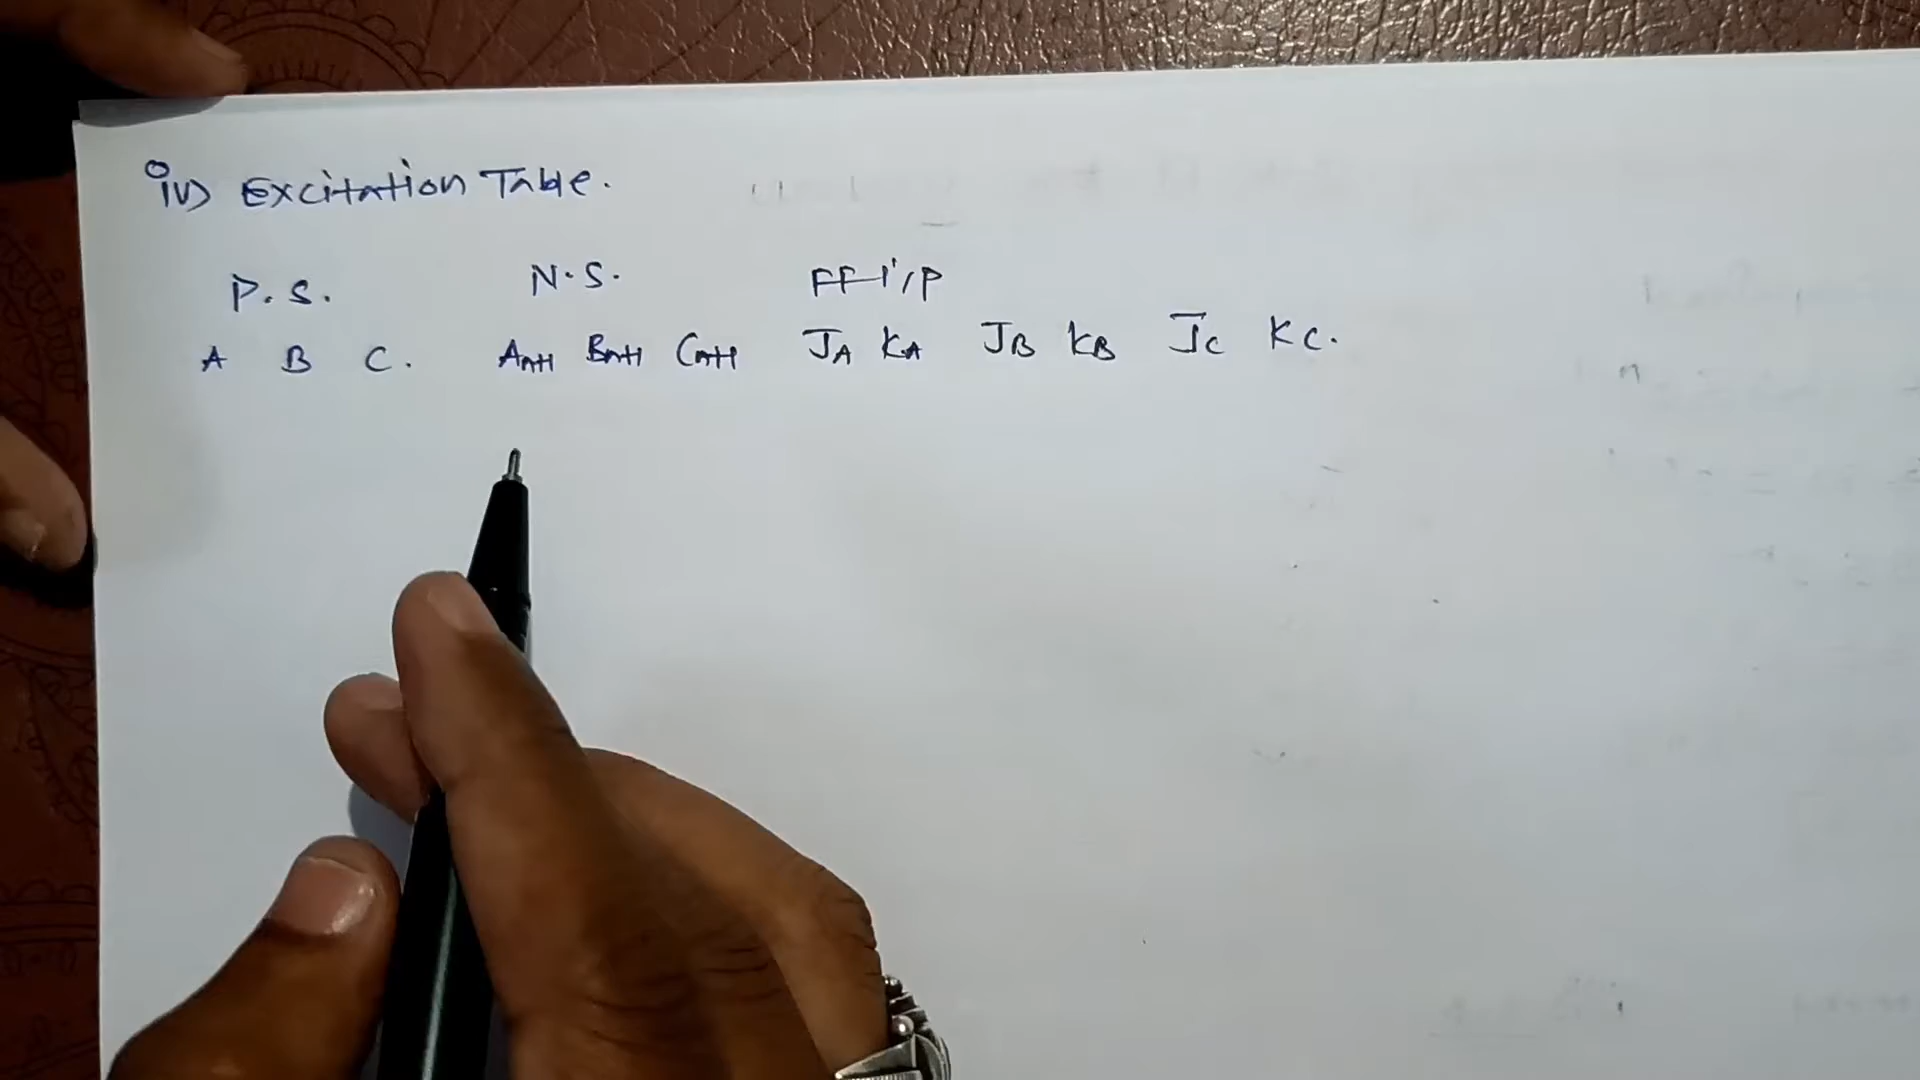 iv) Excitation Table.
P.S. N.S. FF-I/P
A B C. An+1 Bn+1 Cn+1 JA KA JB KB JC KC.